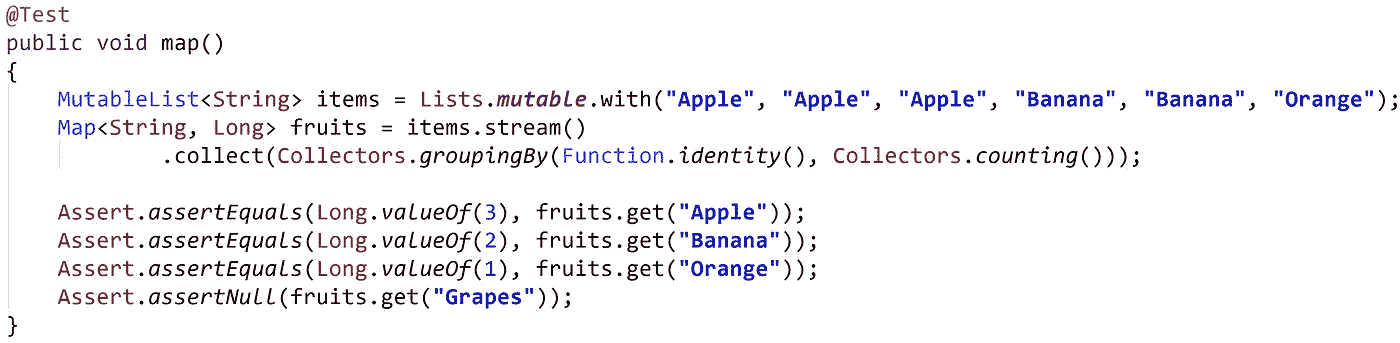 @Test
public void map()
{
    MutableList<String> items = Lists.mutable.with("Apple", "Apple", "Apple", "Banana", "Banana", "Orange");
    Map<String, Long> fruits = items.stream()
            .collect(Collectors.groupingBy(Function.identity(), Collectors.counting()));

    Assert.assertEquals(Long.valueOf(3), fruits.get("Apple"));
    Assert.assertEquals(Long.valueOf(2), fruits.get("Banana"));
    Assert.assertEquals(Long.valueOf(1), fruits.get("Orange"));
    Assert.assertNull(fruits.get("Grapes"));
}